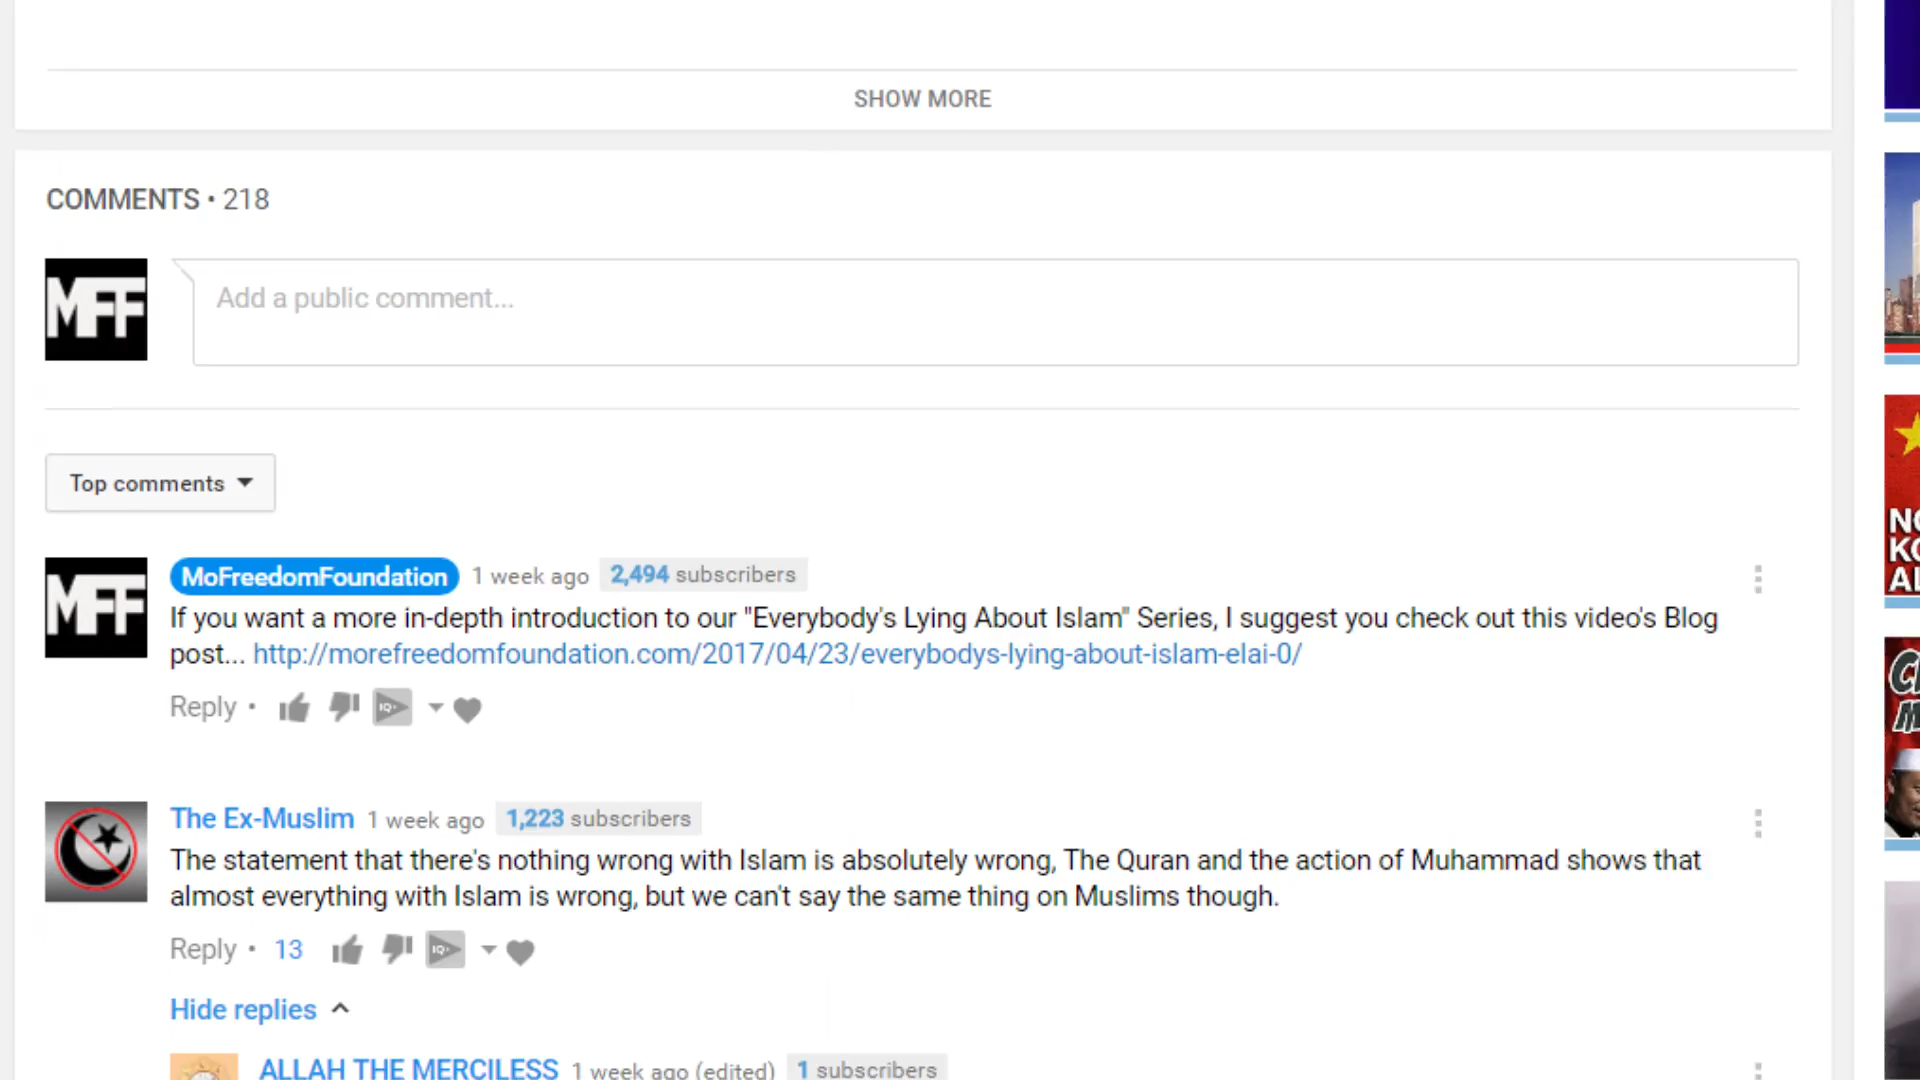 SHOW MORE
COMMENTS • 218
MFF
Add a public comment...
Top comments
MFF
MoFreedomFoundation 1 week ago 2,494 subscribers
If you want a more in-depth introduction to our "Everybody's Lying About Islam" Series, I suggest you check out this video's Blog
post... http://morefreedomfoundation.com/2017/04/23/everybodys-lying-about-islam-elai-0/
Reply •
IQ+
The Ex-Muslim 1 week ago 1,223 subscribers
The statement that there's nothing wrong with Islam is absolutely wrong, The Quran and the action of Muhammad shows that
almost everything with Islam is wrong, but we can't say the same thing on Muslims though.
Reply • 13
IQ+
Hide replies
ALLAH THE MERCILESS 1 week ago (edited) 1 subscribers